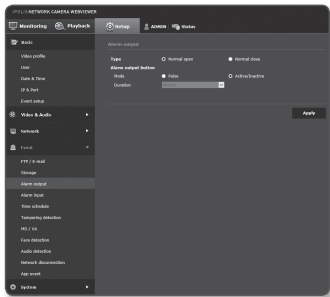 NETWORK CAMERA WEBVIEWER
Monitoring Playback Setup ADMIN Status
Basic
Video profile
User
Date & Time
IP & Port
Event setup
Video & Audio
Network
Event
FTP / E-mail
Storage
Alarm output
Alarm input
Time schedule
Tampering detection
MD / VA
Face detection
Audio detection
Network disconnection
App event
System
Alarm output
Type Normal open Normal close
Alarm output button
Mode Pulse Active/Inactive
Duration
Apply